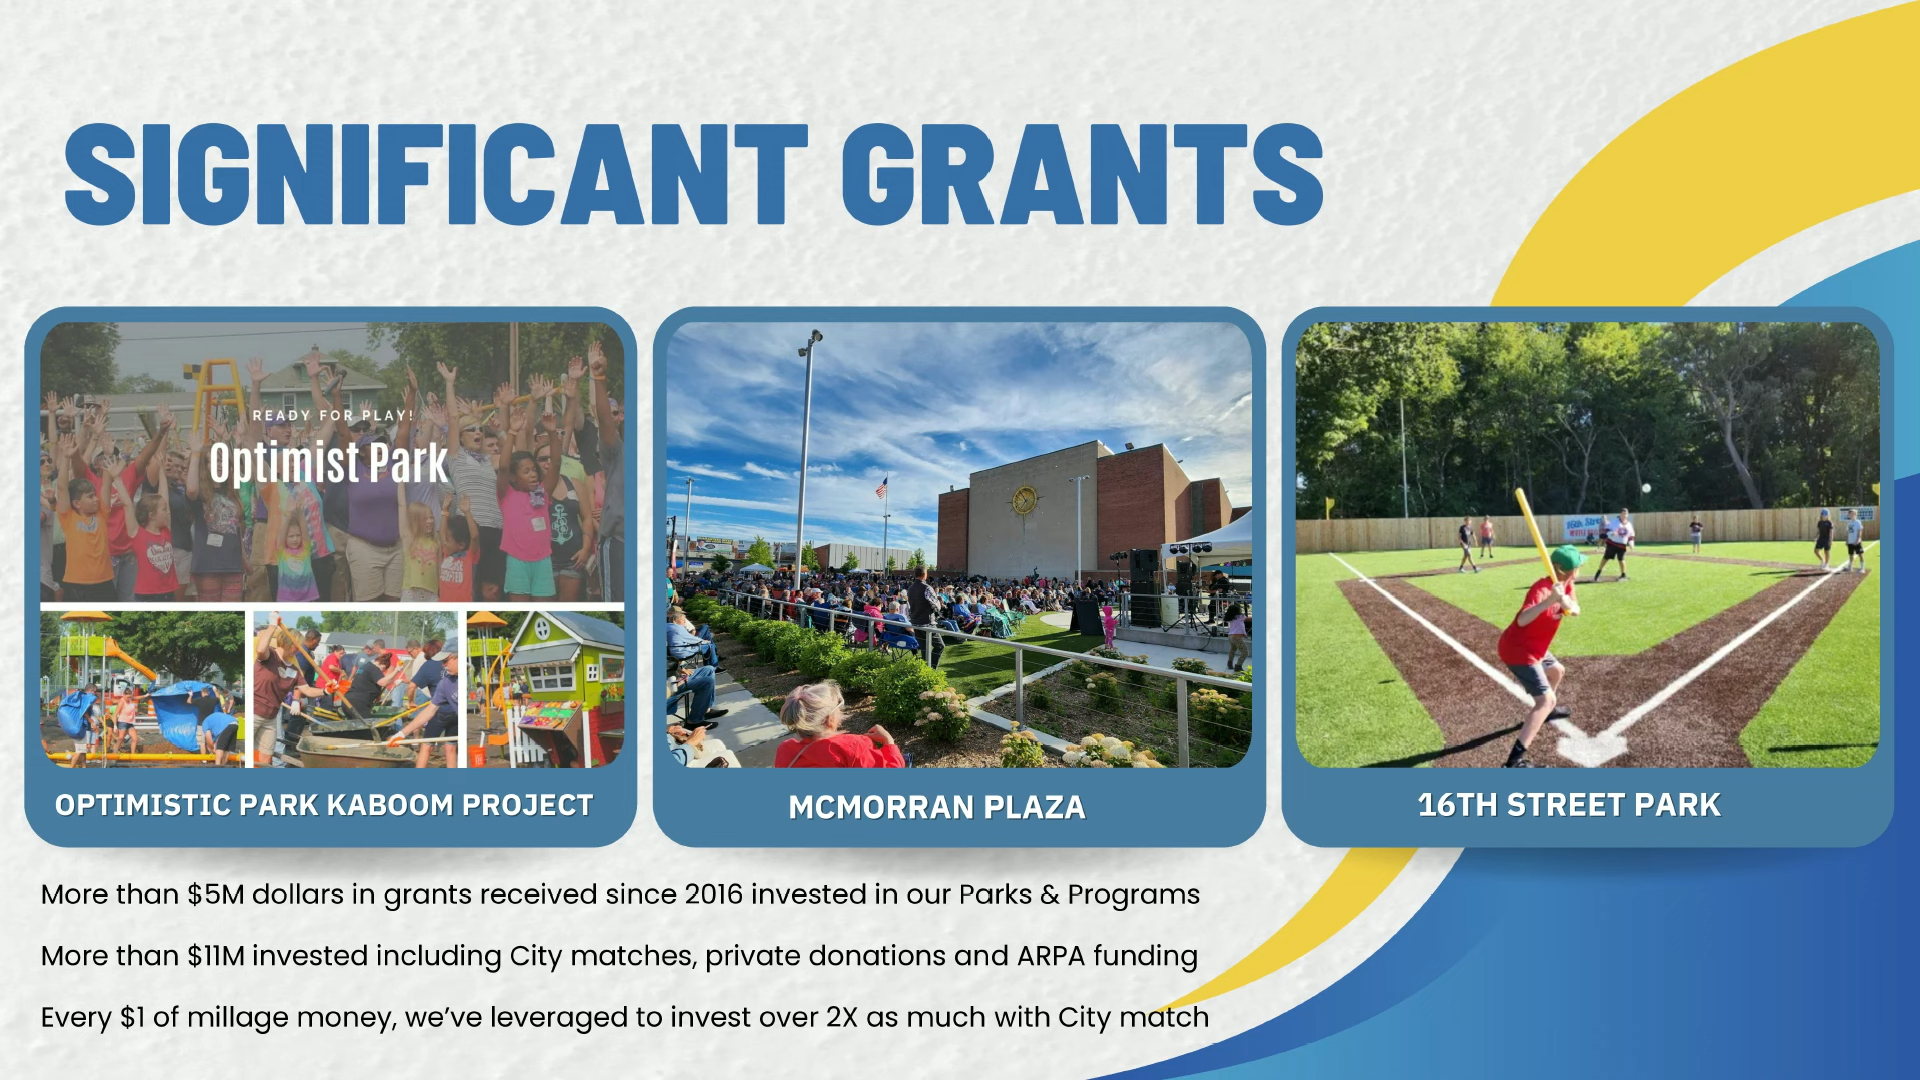 SIGNIFICANT GRANTS
READY FOR PLAY!
Optimist Park
16th Stre
OPTIMISTIC PARK KABOOM PROJECT
MCMORRAN PLAZA
16TH STREET PARK
More than $5M dollars in grants received since 2016 invested in our Parks & Programs
More than $11M invested including City matches, private donations and ARPA funding
Every $1 of millage money, we’ve leveraged to invest over 2X as much with City match